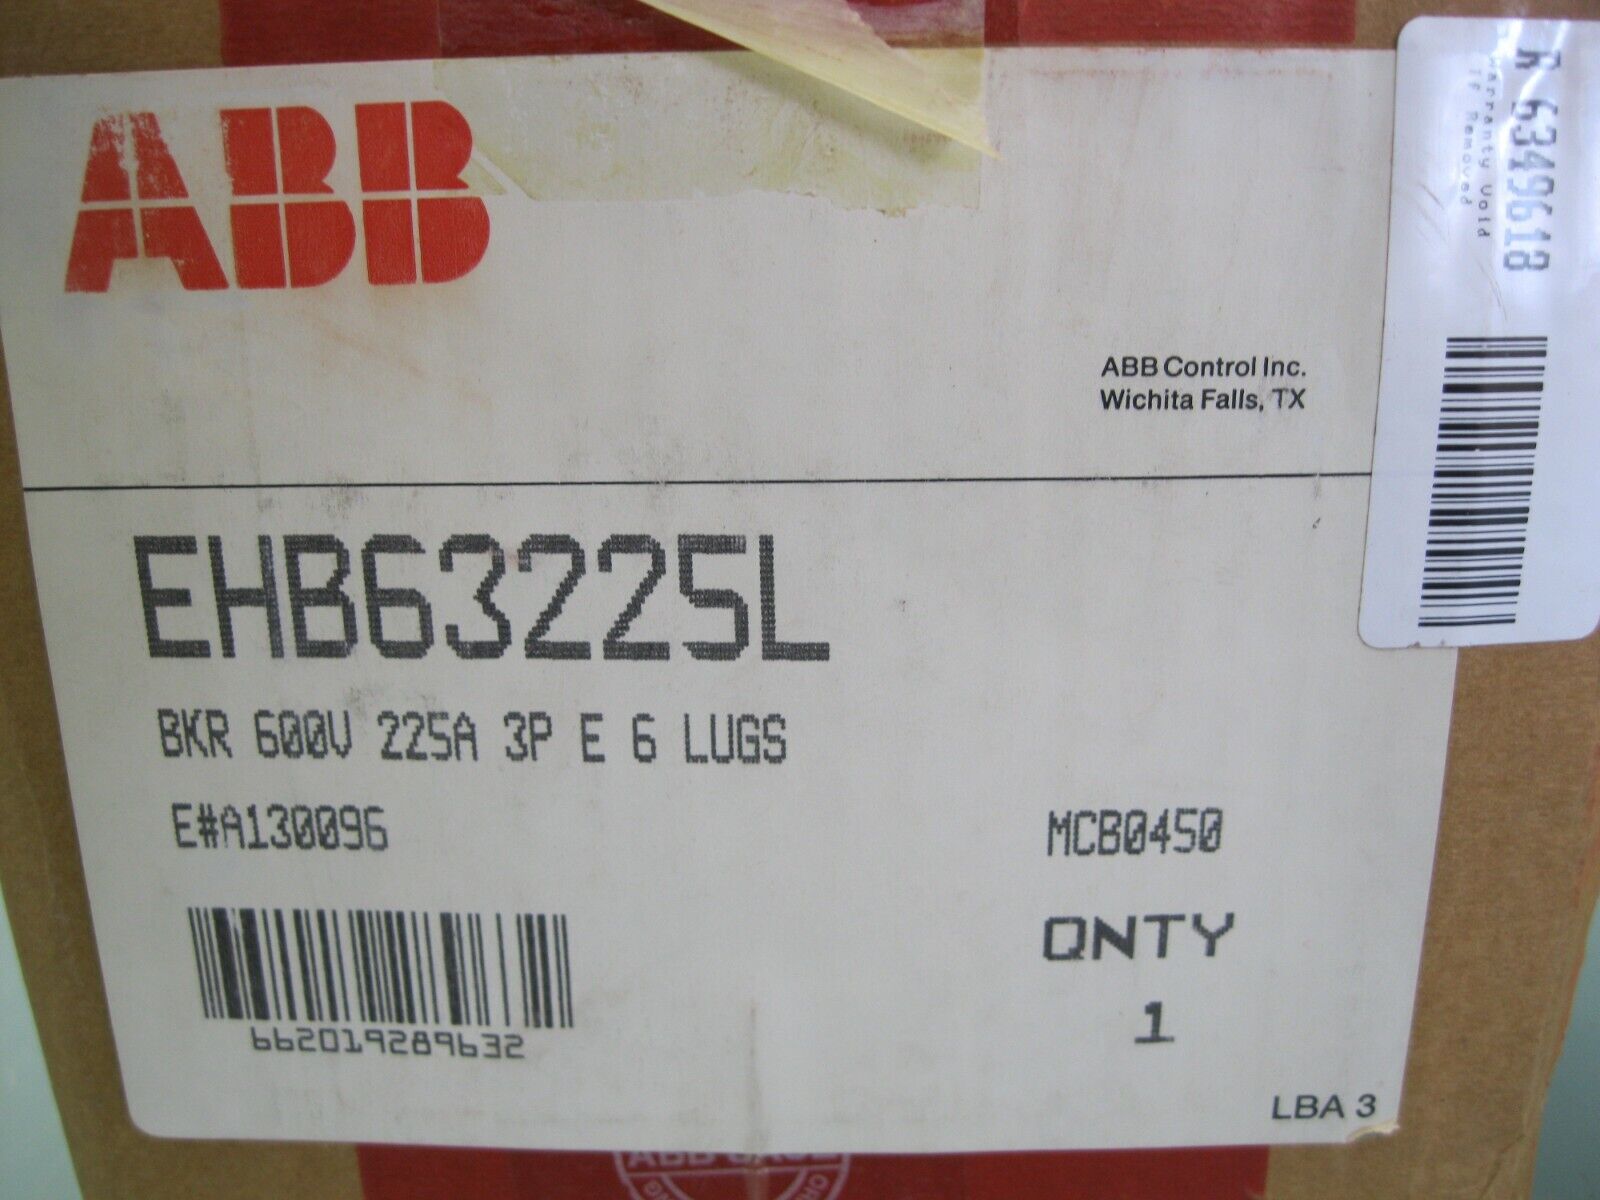 ABB
ABB Control Inc.
Wichita Falls, TX
EHB63225L
BKR 600V 225A 3P E 6 LUGS
E#A130096
MCB0450
QNTY
1
662019289632
LBA 3
R 6349618
Warranty Void
If Removed